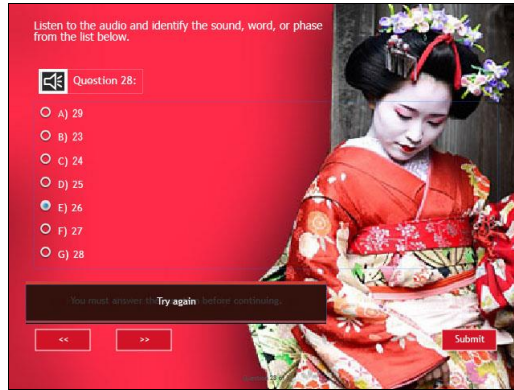 Listen to the audio and identify the sound, word, or phase
from the list below.
Question 28:
A) 29
B) 23
C) 24
D) 25
E) 26
F) 27
G) 28
You must answer the Try again before continuing.
<< >> Submit